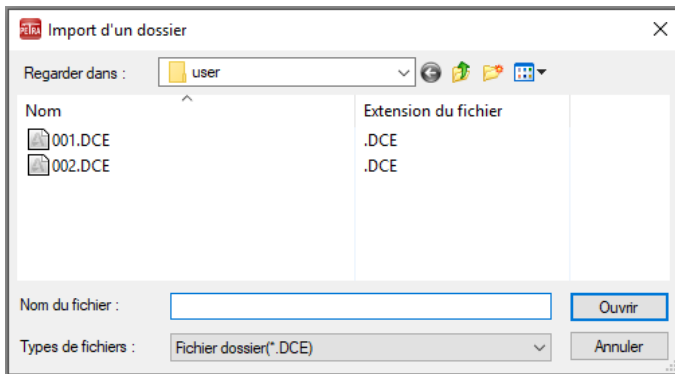 PETRA Import d'un dossier
Regarder dans : user
Nom Extension du fichier
001.DCE .DCE
002.DCE .DCE
Nom du fichier : Ouvrir
Types de fichiers : Fichier dossier(*.DCE) Annuler